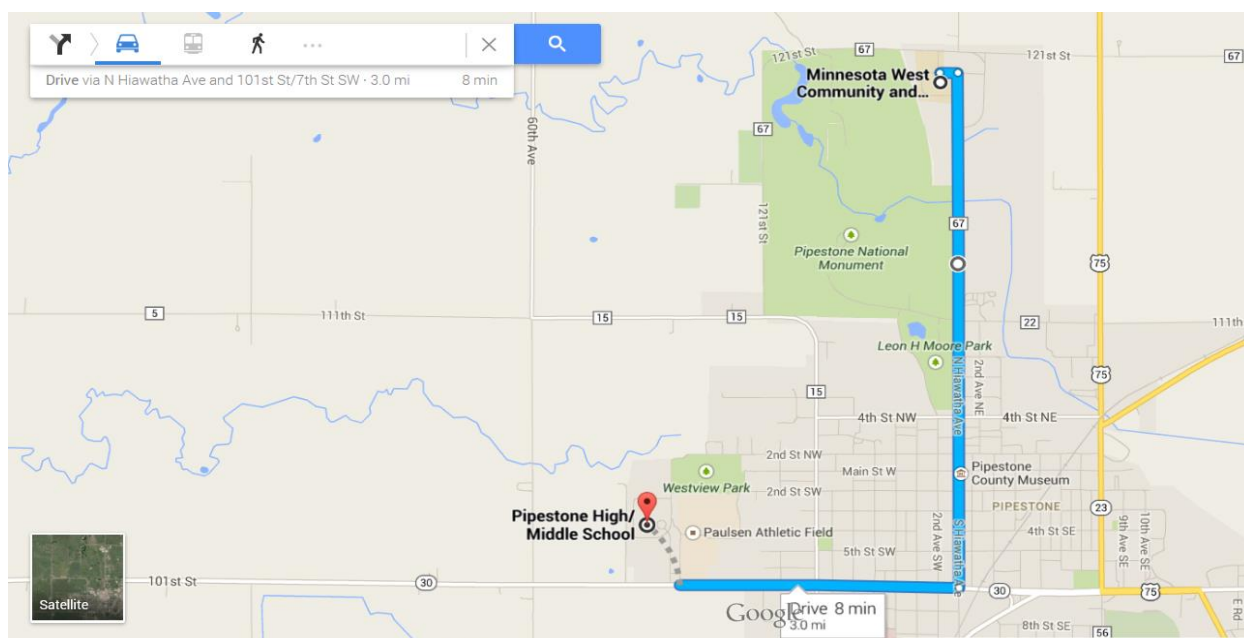 Drive via N Hiawatha Ave and 101st St/7th St SW · 3.0 mi 8 min
121st St
67
121st St
67
Minnesota West
Community and...
60th Ave
67
121st St
67
Pipestone National
Monument
75
5
111th St
15
15
22
111th
Leon H Moore Park
2nd Ave NE
N Hiawatha Ave
75
15
4th St NW
4th St NE
2nd St NW
Main St W
Pipestone
County Museum
Westview Park
2nd St SW
PIPESTONE
23
Pipestone High/
Middle School
Paulsen Athletic Field
2nd Ave SW
S Hiawatha Ave
4th St SE
9th Ave SE
10th Ave SE
5th St SW
101st St
30
30
75
E Rd
Satellite
Google
Drive 8 min
3.0 mi
8th St SE
56